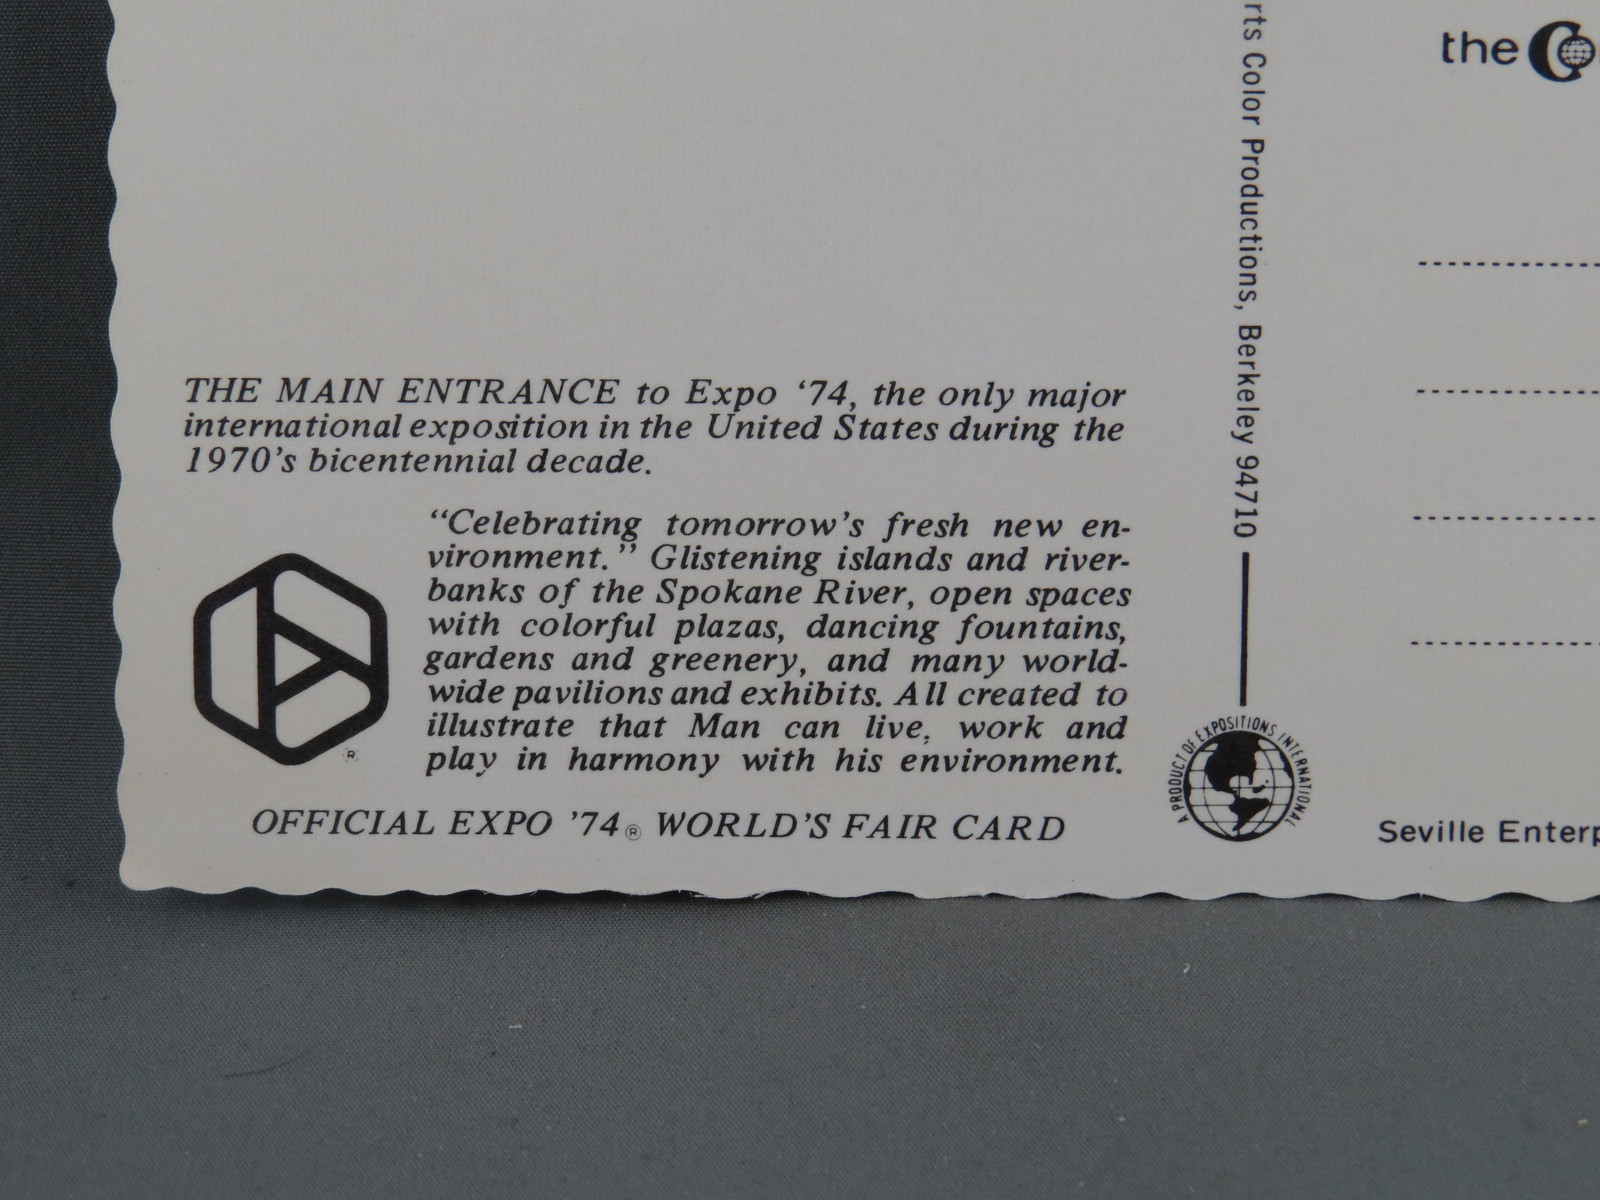 THE MAIN ENTRANCE to Expo ‘74, the only major
international exposition in the United States during the
1970’s bicentennial decade.
“Celebrating tomorrow’s fresh new en-
vironment.” Glistening islands and river-
banks of the Spokane River, open spaces
with colorful plazas, dancing fountains,
gardens and greenery, and many world-
wide pavilions and exhibits. All created to
illustrate that Man can live, work and
play in harmony with his environment.
®
OFFICIAL EXPO ’74® WORLD’S FAIR CARD
rts Color Productions, Berkeley 94710
A PRODUCT OF EXPOSITIONS INTERNATIONAL
the Co
Seville Enterp